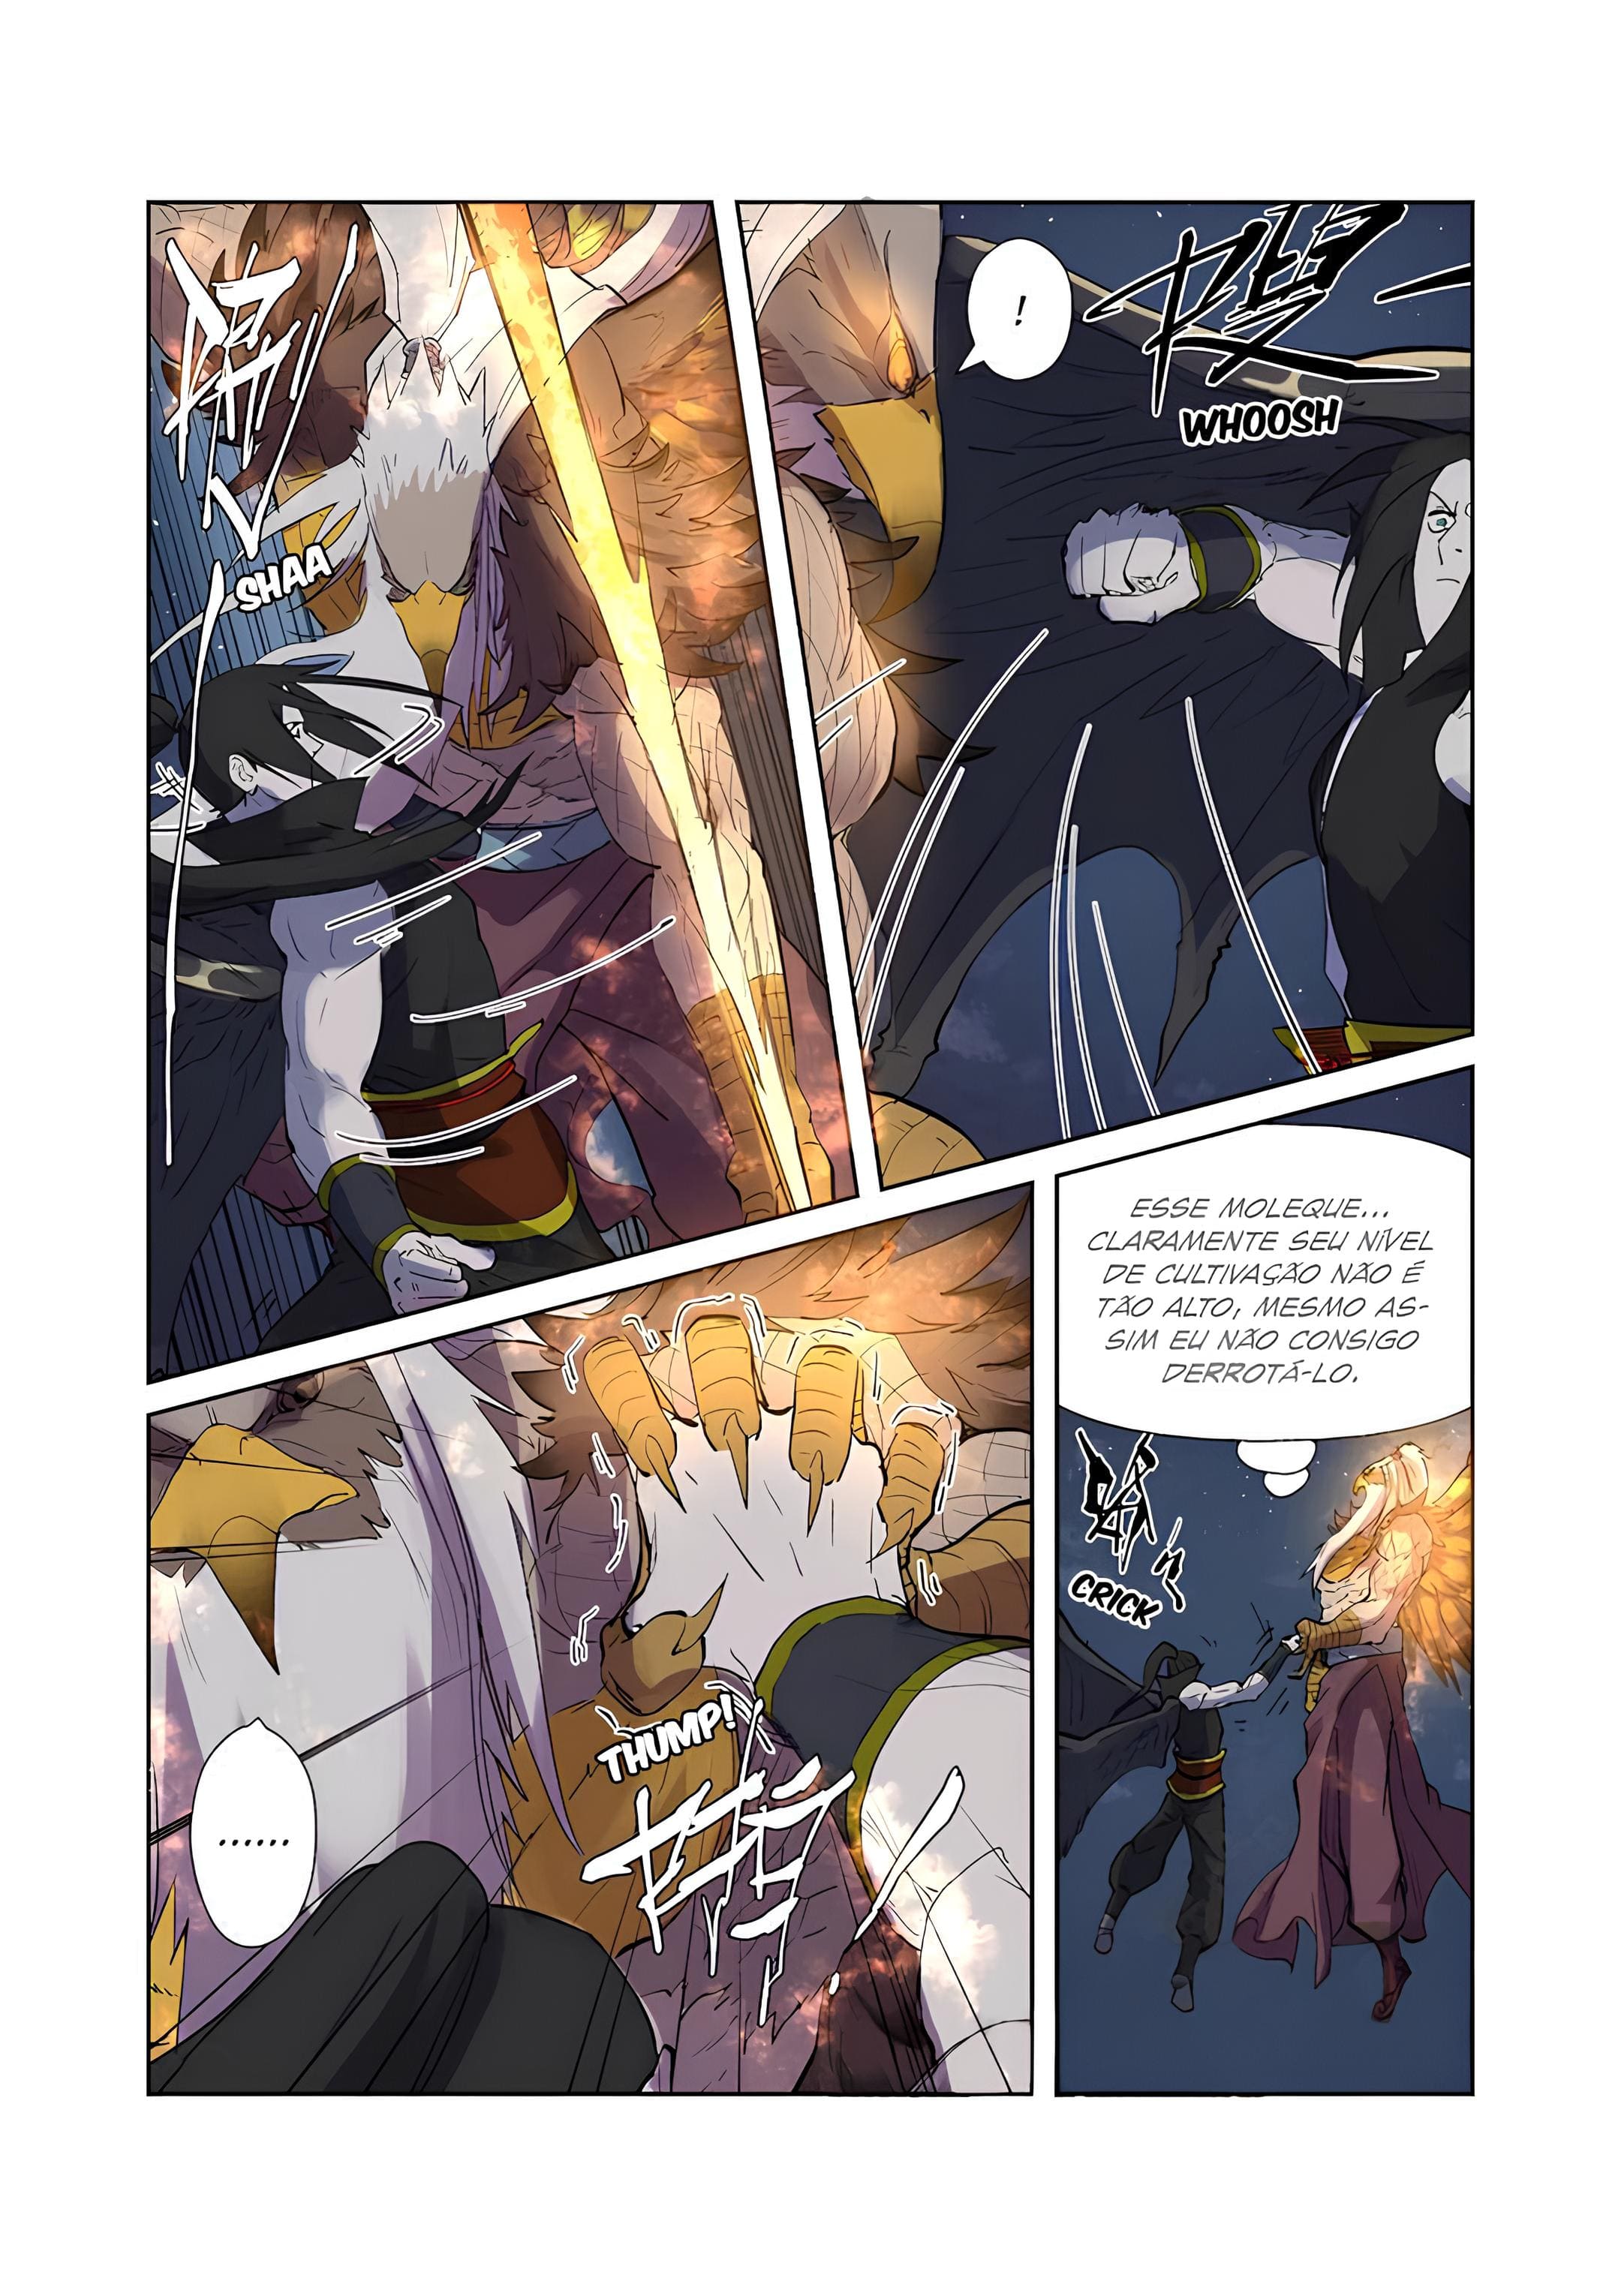 SHAA
!
WHOOSH
THUMP!
......
ESSE MOLEQUE...
CLARAMENTE SEU NÍVEL
DE CULTIVAÇÃO NÃO É
TÃO ALTO; MESMO AS-
SIM EU NÃO CONSIGO
DERROTÁ-LO.
CRICK